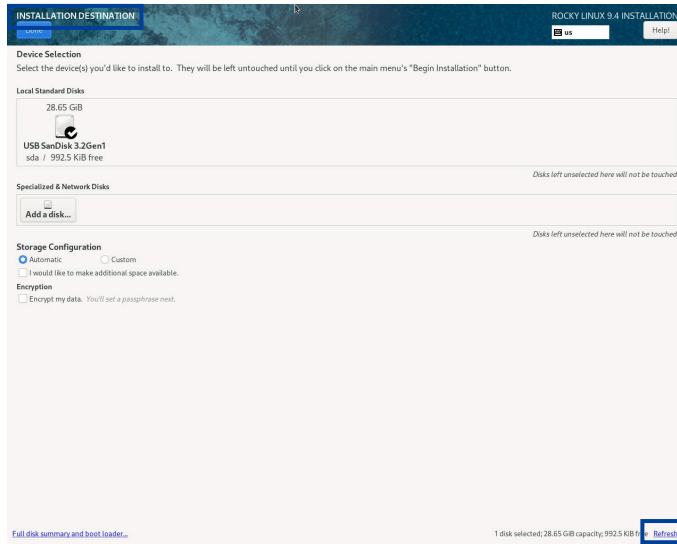 INSTALLATION DESTINATION
ROCKY LINUX 9.4 INSTALLATION
Done
us
Help!
Device Selection
Select the device(s) you'd like to install to. They will be left untouched until you click on the main menu's "Begin Installation" button.
Local Standard Disks
28.65 GiB
USB SanDisk 3.2Gen1
sda / 992.5 KiB free
Disks left unselected here will not be touched
Specialized & Network Disks
Add a disk...
Disks left unselected here will not be touched
Storage Configuration
Automatic Custom
I would like to make additional space available.
Encryption
Encrypt my data. You'll set a passphrase next.
Full disk summary and boot loader...
1 disk selected; 28.65 GiB capacity; 992.5 KiB free Refresh